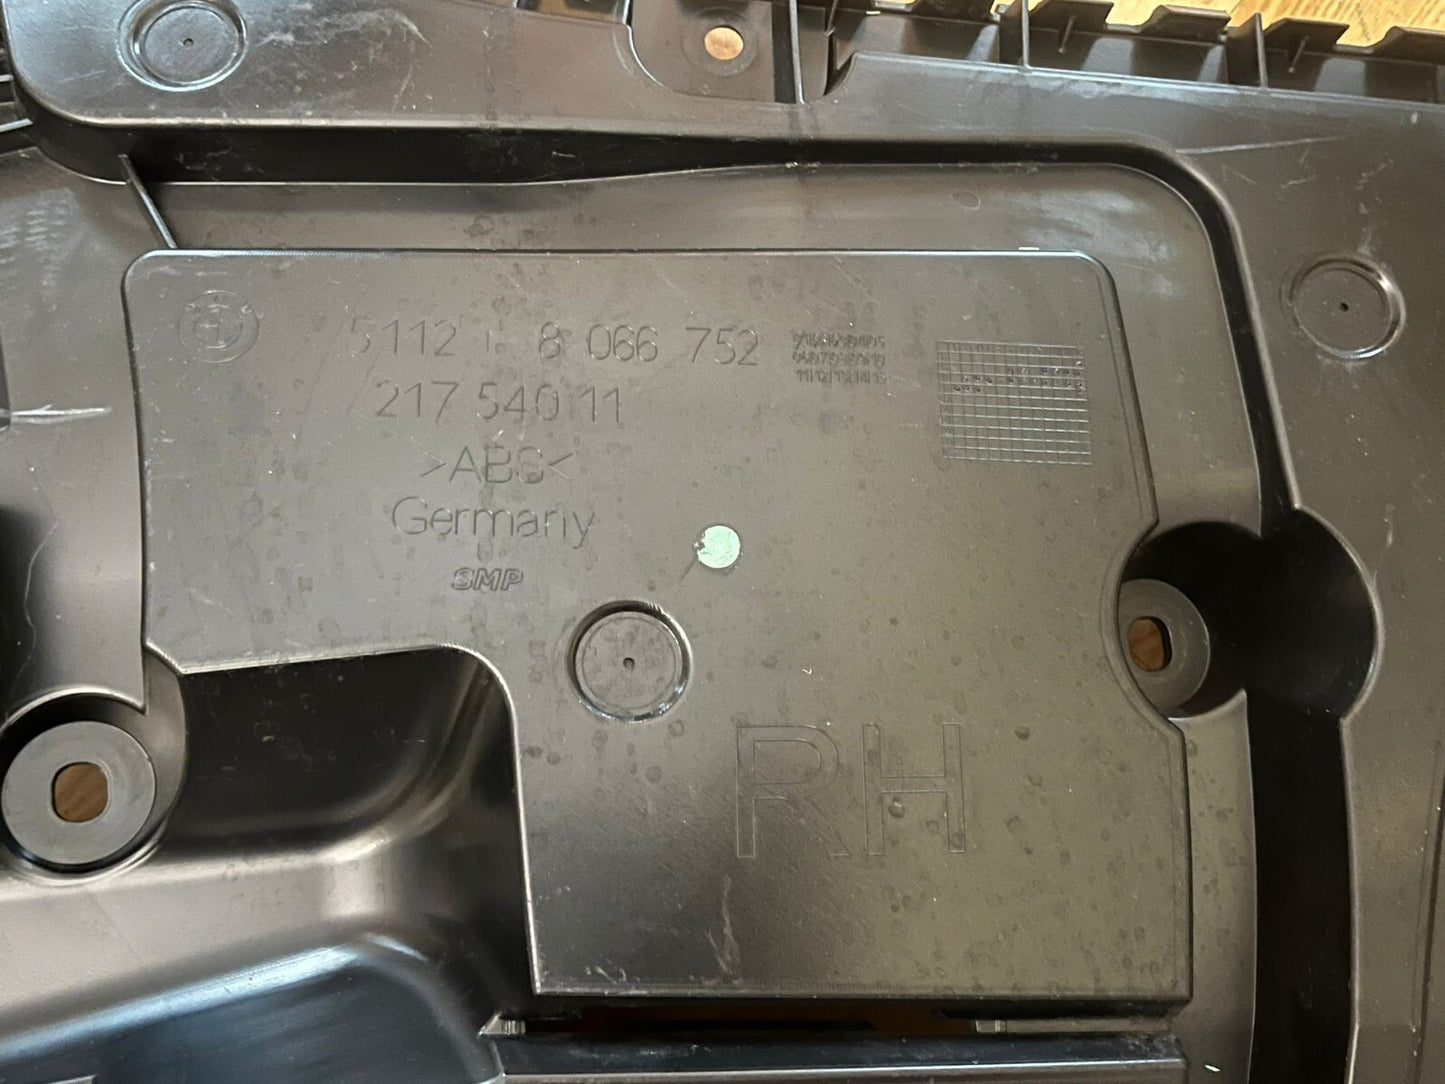 5112 8 066 752
217 540 11
>ABS<
Germany
SMP
RH